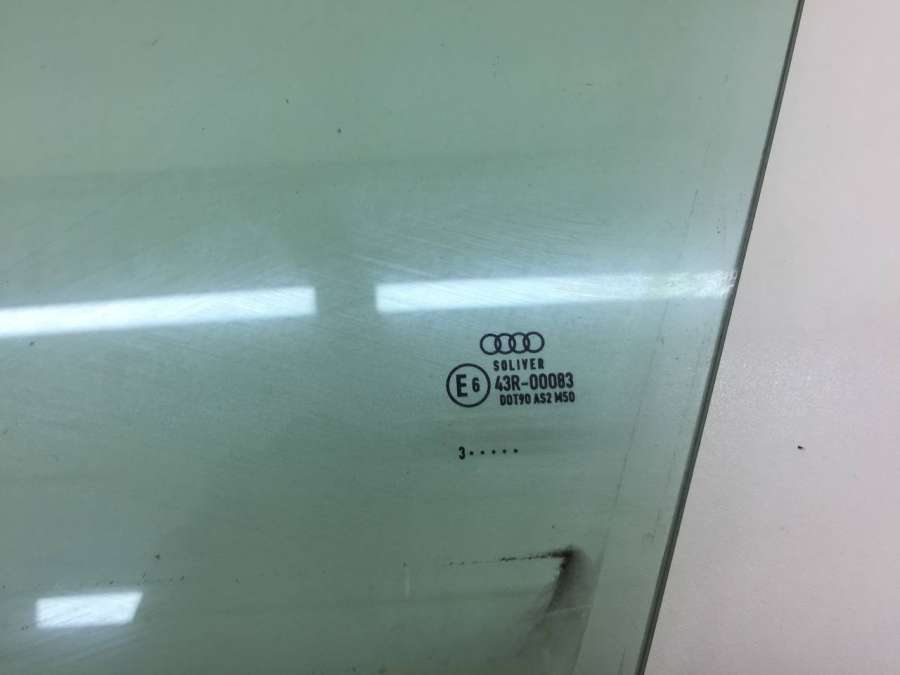 SOLIVER
E6 43R-00083
DOT90 AS2 M50
3.....